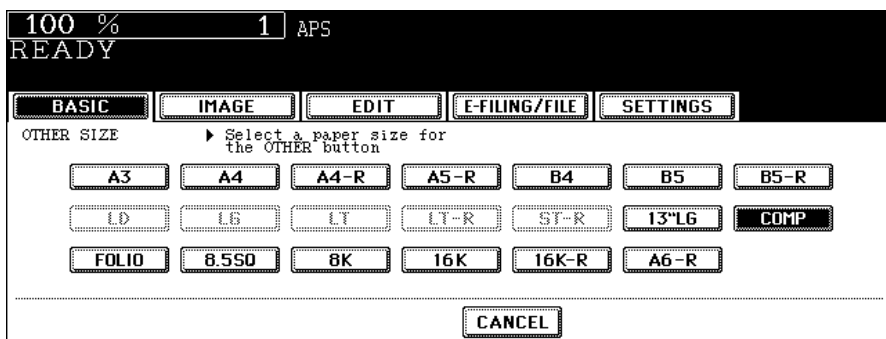 100 % 1 APS
READY
BASIC IMAGE EDIT E-FILING/FILE SETTINGS
OTHER SIZE ▶ Select a paper size for
the OTHER button
A3 A4 A4-R A5-R B4 B5 B5-R
LD LG LT LT-R ST-R 13"LG COMP
FOLIO 8.5SQ 8K 16K 16K-R A6-R
CANCEL